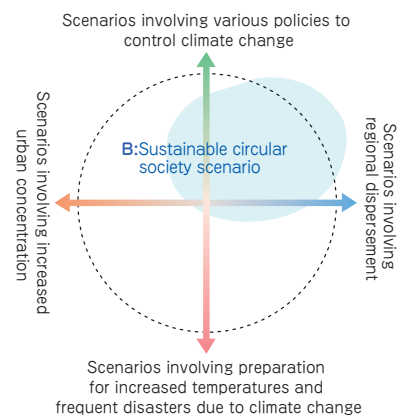 Scenarios involving various policies to
control climate change
Scenarios involving increased
urban concentration
B:Sustainable circular
society scenario
Scenarios involving
regional dispersement
Scenarios involving preparation
for increased temperatures and
frequent disasters due to climate change